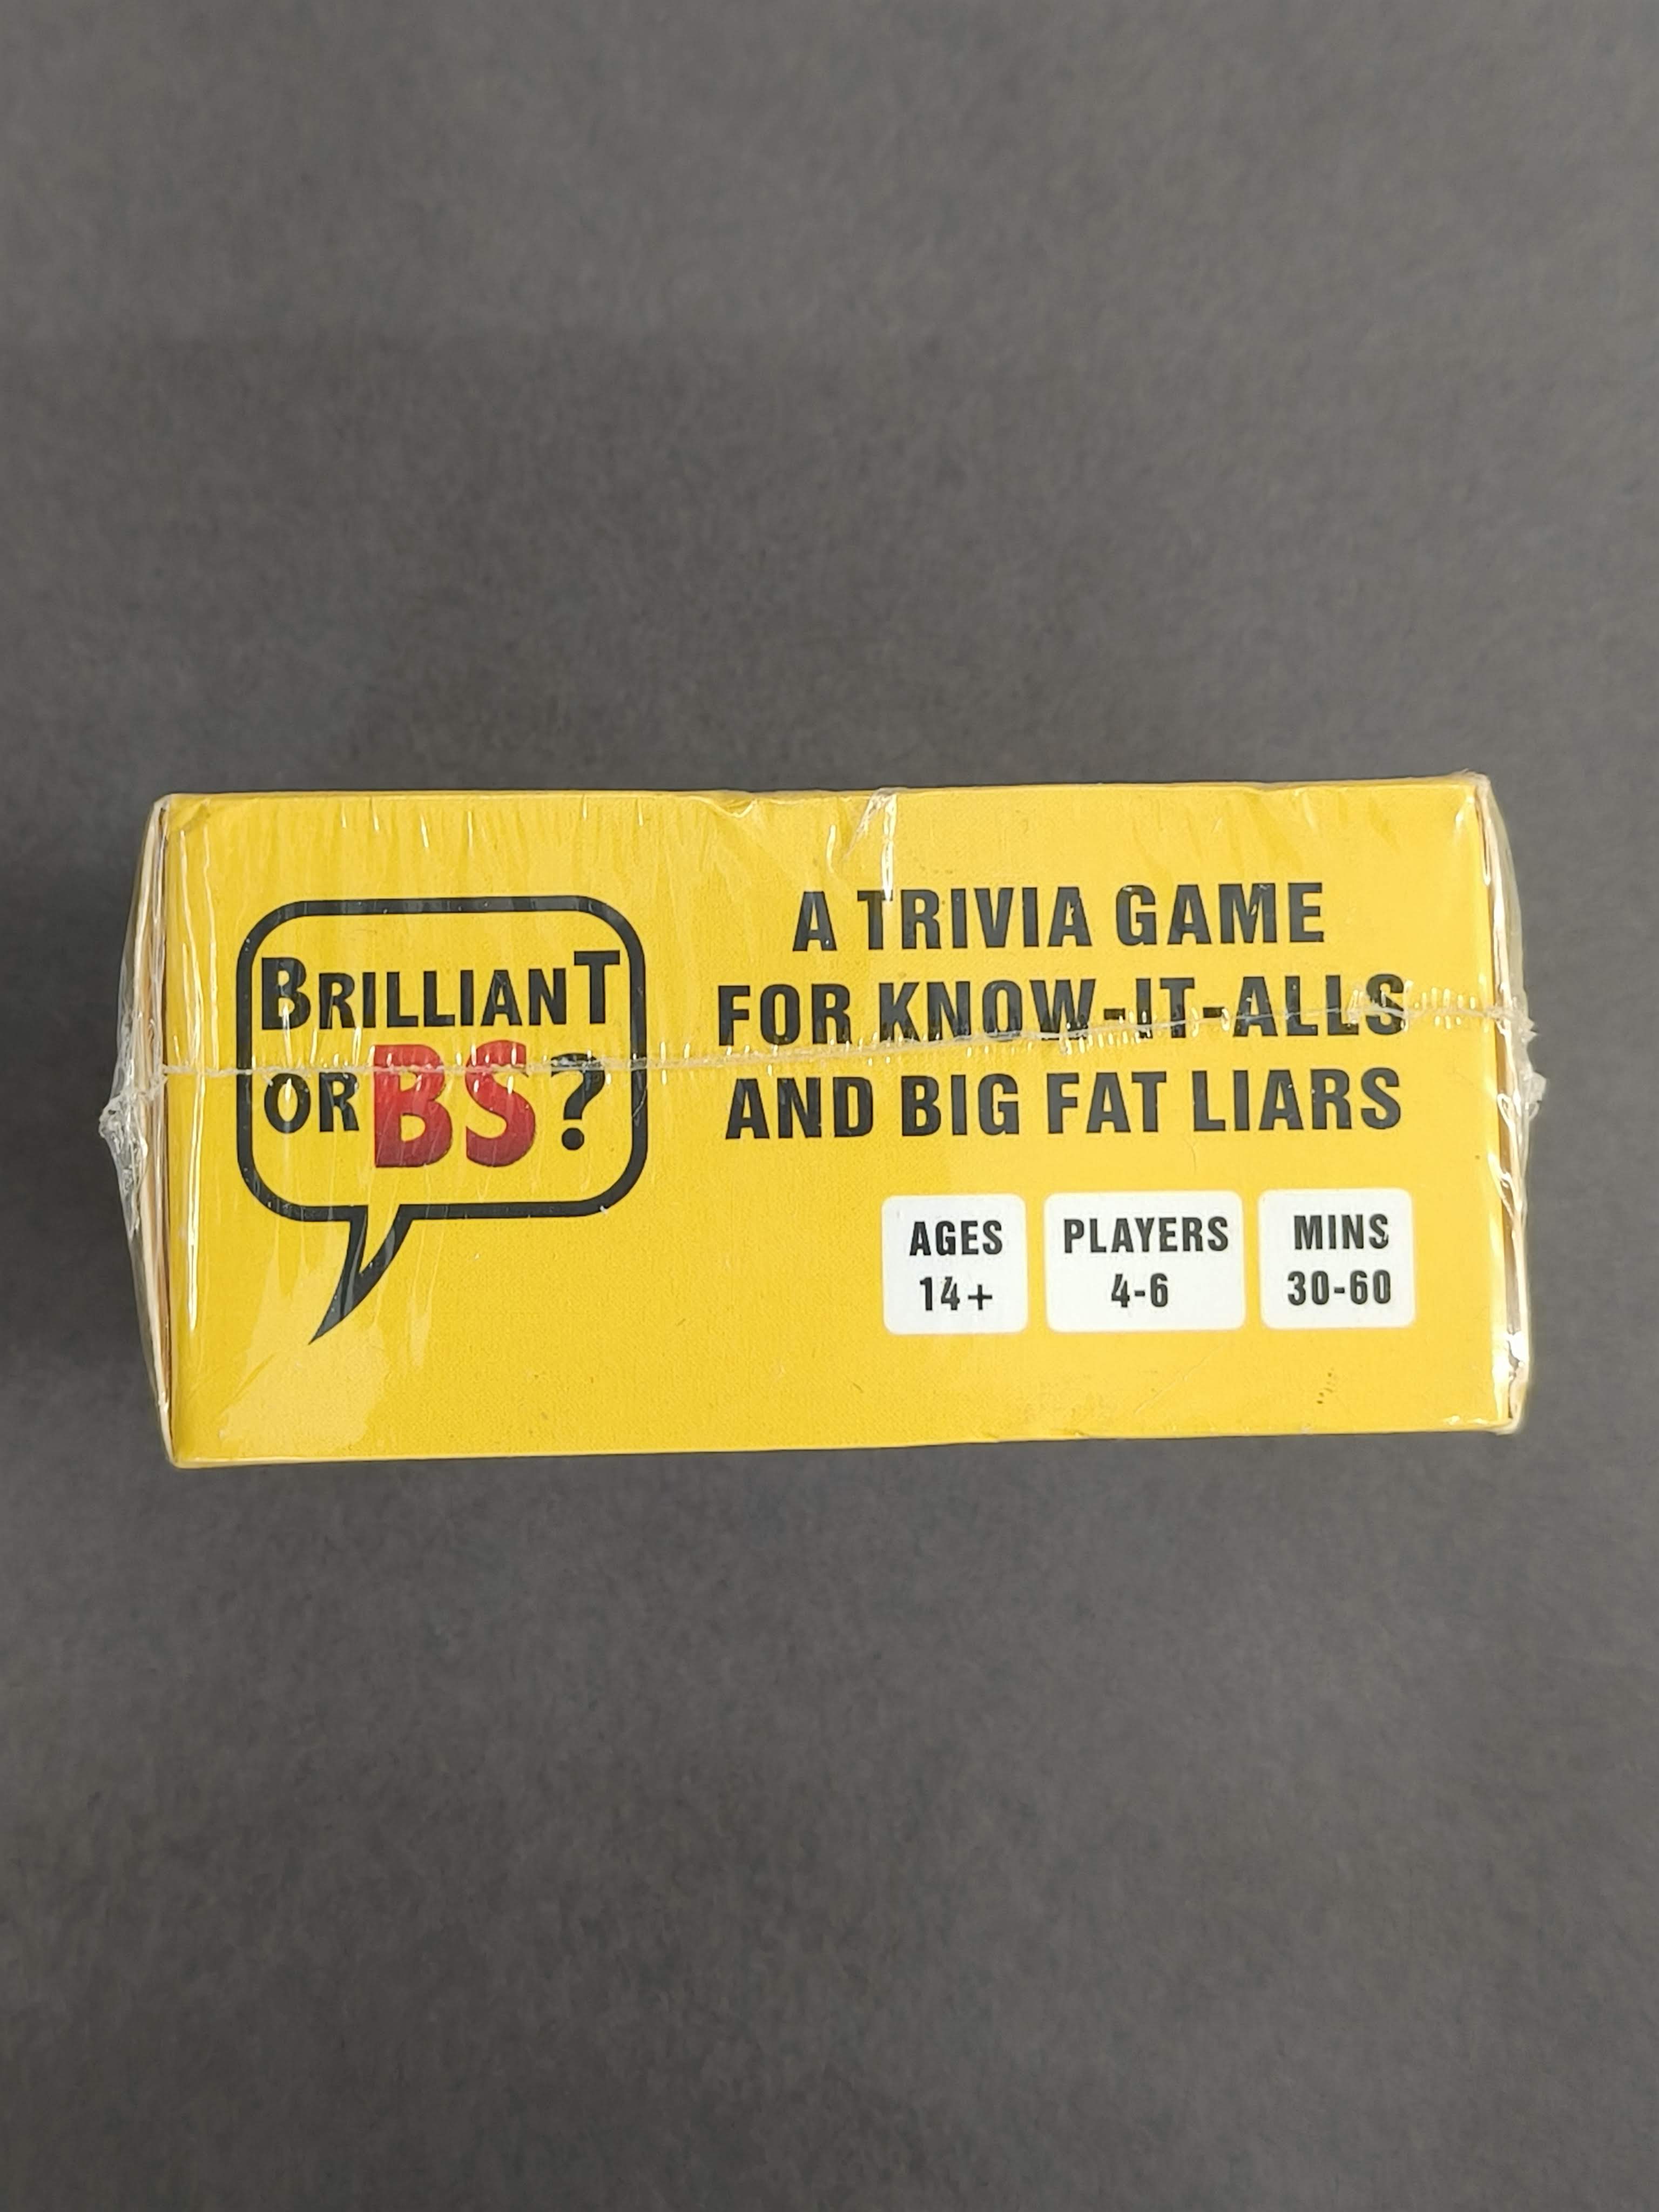 BRILLIANT
OR BS?
A TRIVIA GAME
FOR KNOW-IT-ALLS
AND BIG FAT LIARS
AGES
14+
PLAYERS
4-6
MINS
30-60